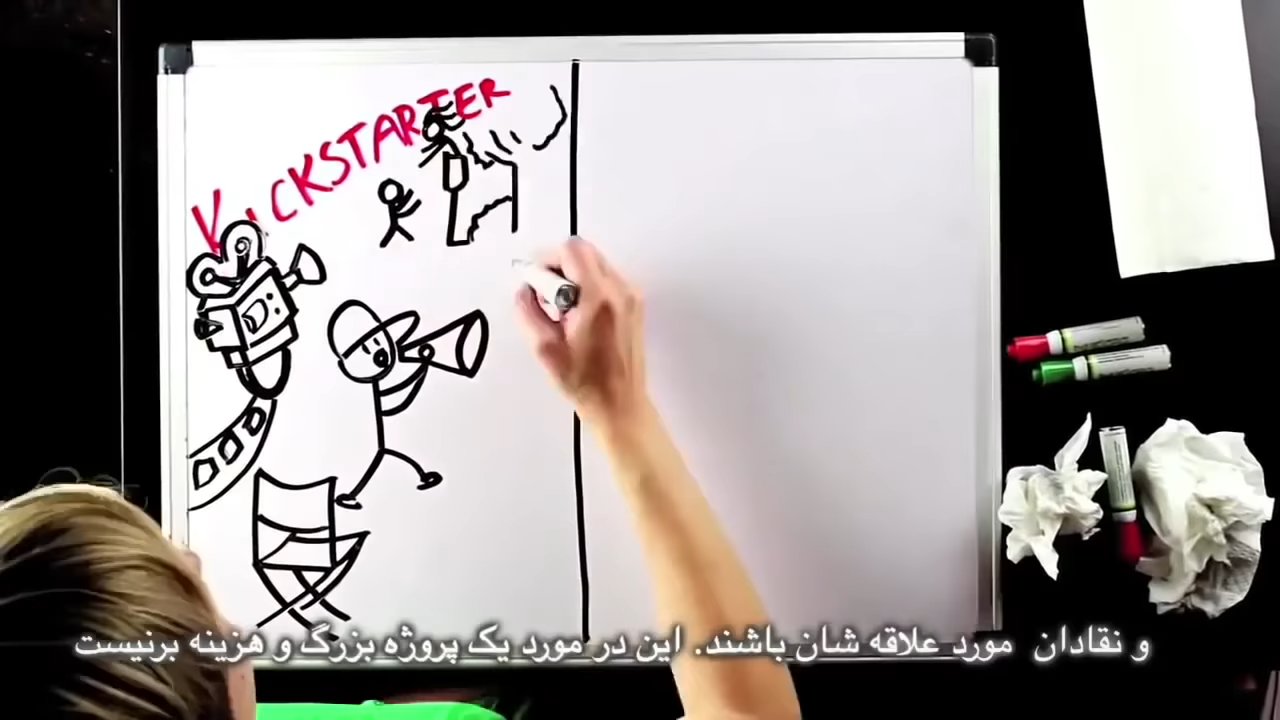 KICKSTARTER
و نقادان مورد علاقه شان باشند. این در مورد یک پروژه بزرگ و هزینه برنیست